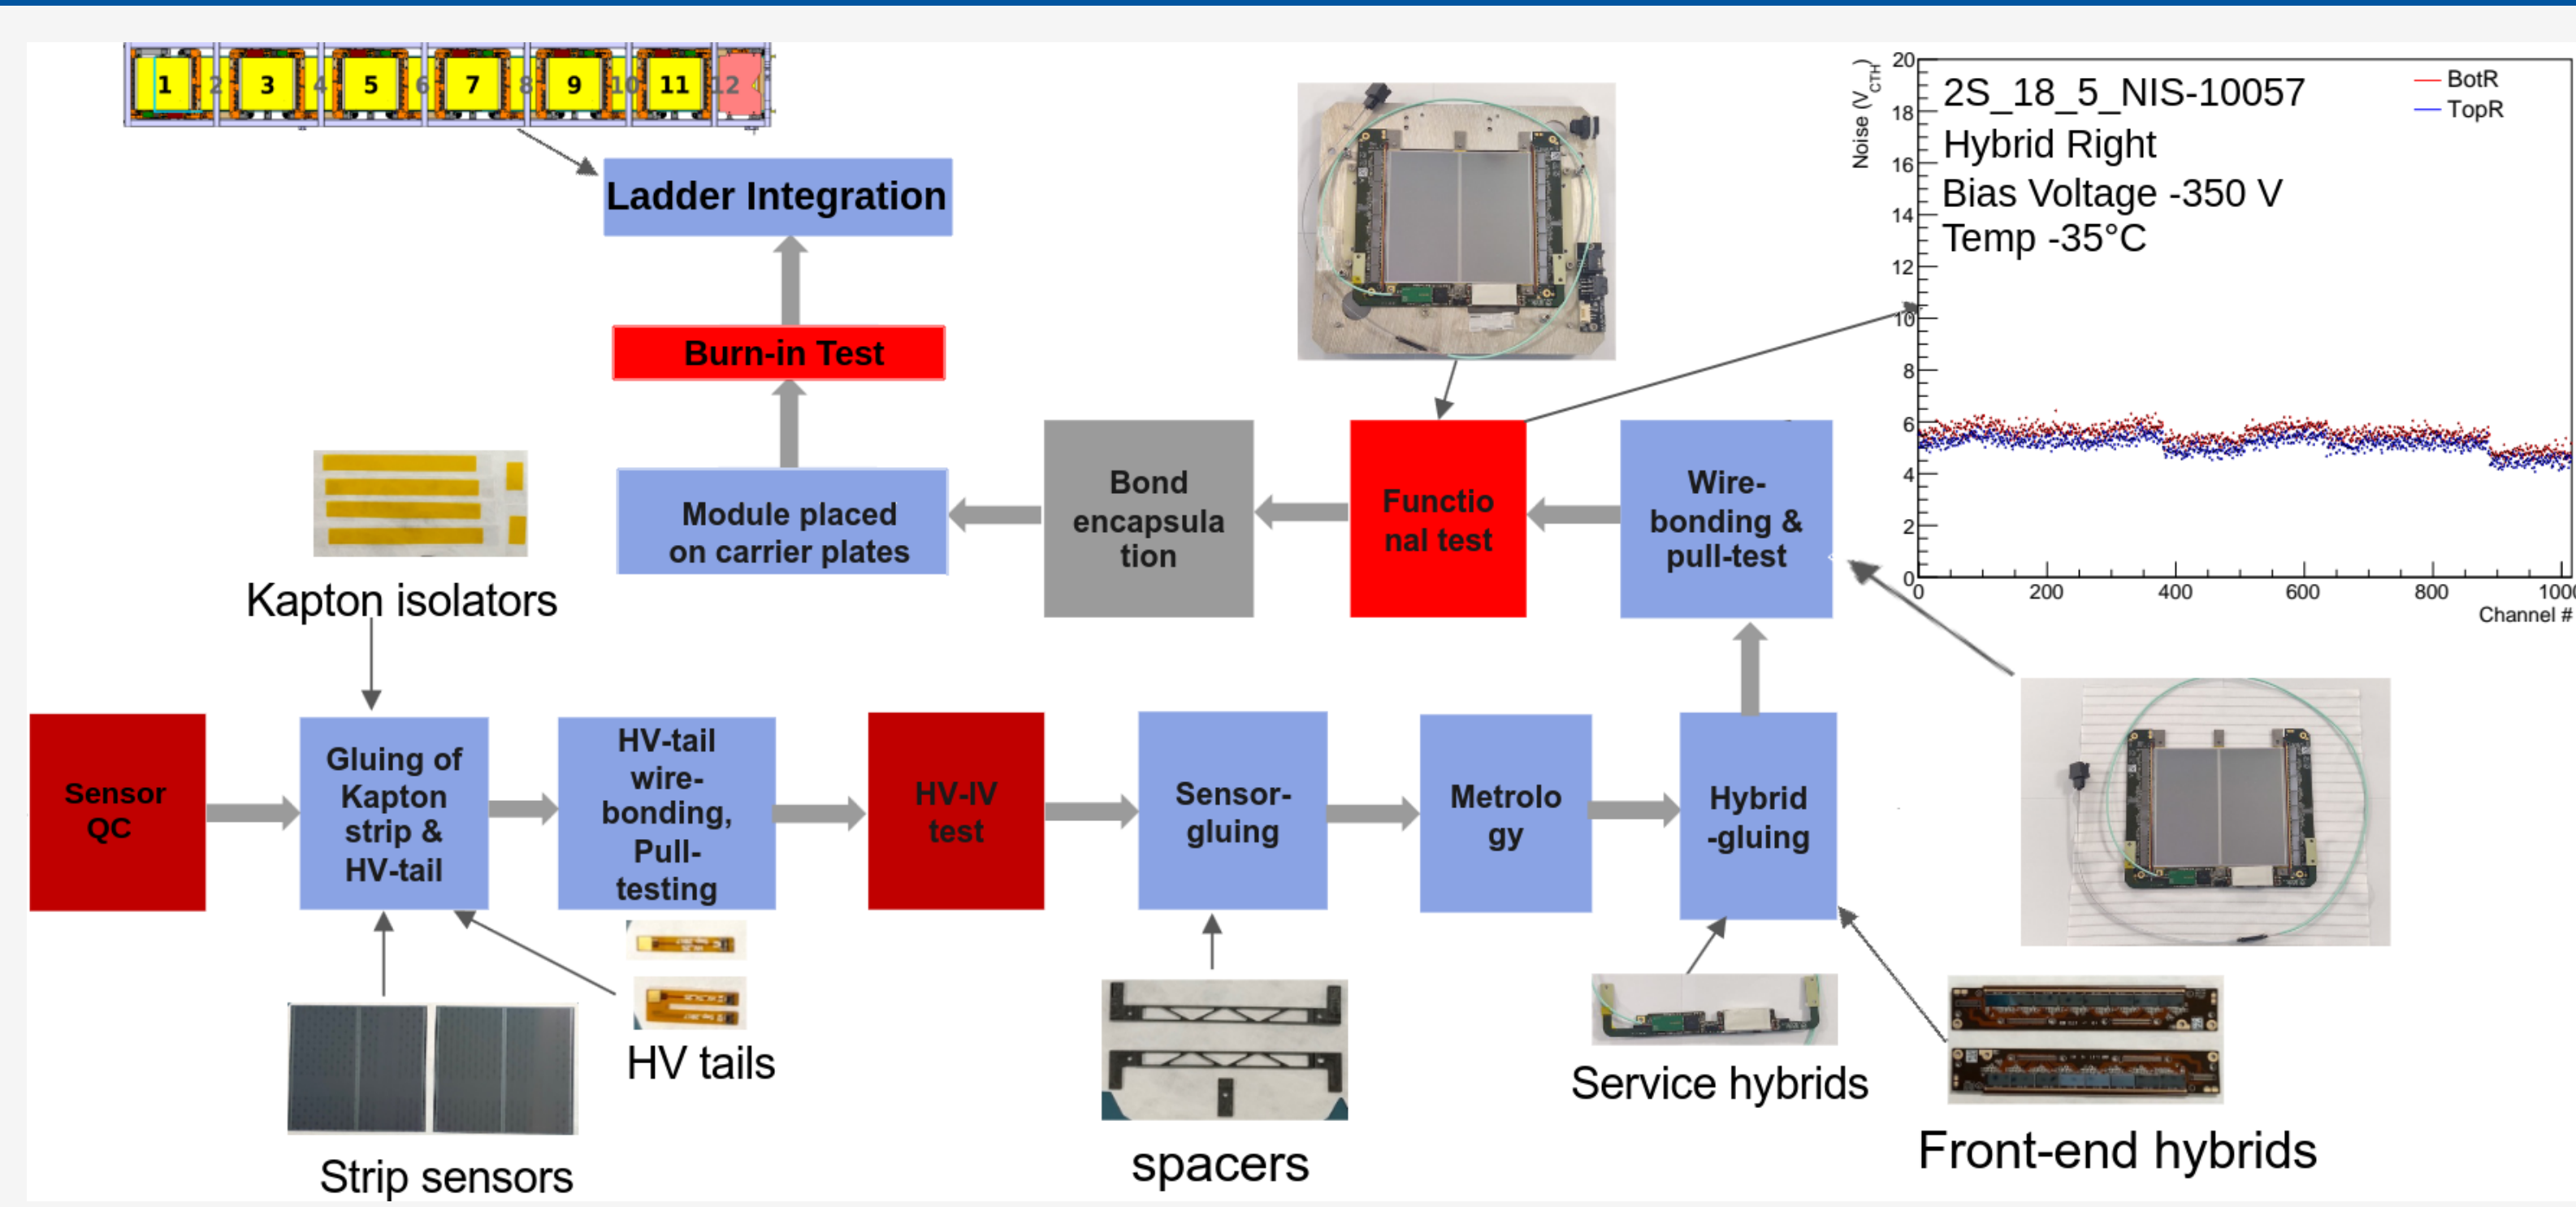 1 2 3 4 5 6 7 8 9 10 11 12
Ladder Integration
Burn-in Test
Module placed
on carrier plates
Bond
encapsula
tion
Functio
nal test
Wire-
bonding &
pull-test
2S_18_5_NIS-10057
Hybrid Right
Bias Voltage -350 V
Temp -35°C
BotR
TopR
Noise (V_CTH)
20
18
16
14
12
10
8
6
4
2
0
0 200 400 600 800 100
Channel #
Kapton isolators
Sensor
QC
Gluing of
Kapton
strip &
HV-tail
HV-tail
wire-
bonding,
Pull-
testing
HV-IV
test
Sensor-
gluing
Metrolo
gy
Hybrid
-gluing
Strip sensors
HV tails
spacers
Service hybrids
Front-end hybrids